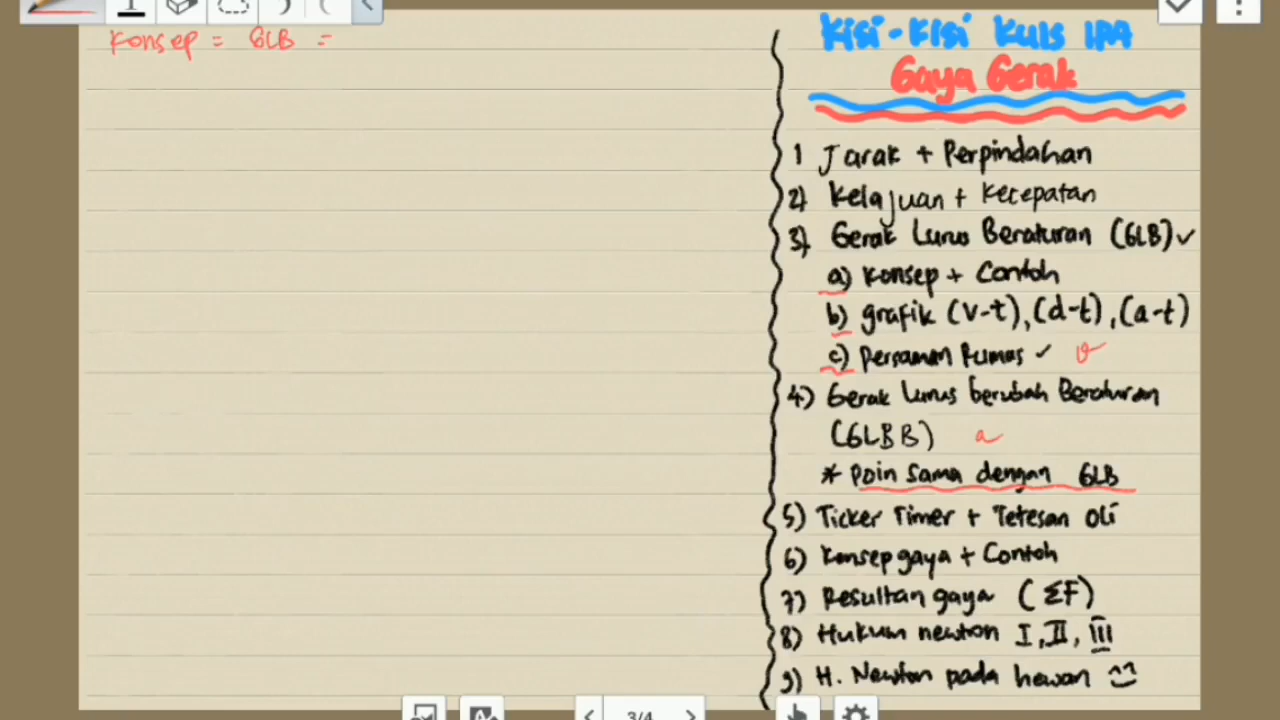 Konsep = GLB =
Kisi-Kisi Kuis IPA
Gaya Gerak
1 Jarak + Perpindahan
2) Kelajuan + Kecepatan
3) Gerak Lurus Beraturan (GLB) ✓
a) Konsep + Contoh
b) grafik (v-t), (d-t), (a-t)
c) Persamaan Rumus ✓ v
4) Gerak Lurus berubah Beraturan
(GLBB) a
* Poin Sama dengan GLB
5) Ticker Timer + Tetesan Oli
6) Konsep gaya + Contoh
7) Resultan gaya (ΣF)
8) Hukum newton I, II, III
9) H. Newton pada hewan ^^
3/4